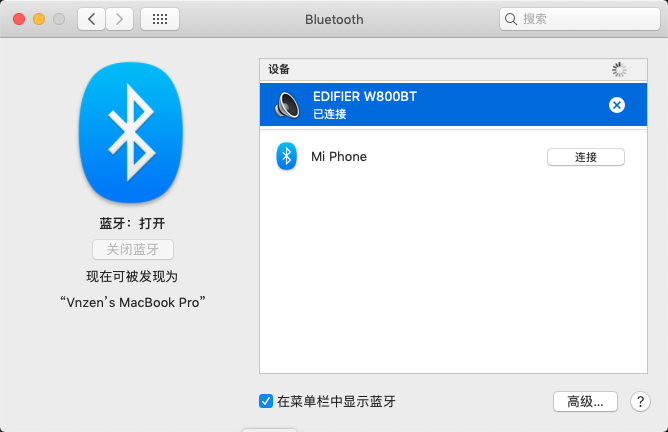 Bluetooth
搜索
蓝牙：打开
关闭蓝牙
现在可被发现为
“Vnzen’s MacBook Pro”
设备
EDIFIER W800BT
已连接
Mi Phone
连接
在菜单栏中显示蓝牙
高级...
?